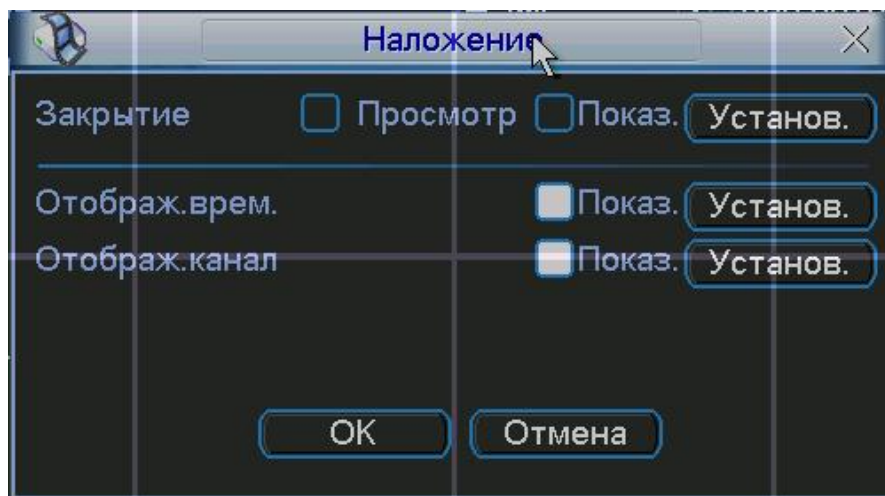 Наложение
Закрытие Просмотр Показ. Установ.
Отображ.врем. Показ. Установ.
Отображ.канал Показ. Установ.
OK Отмена